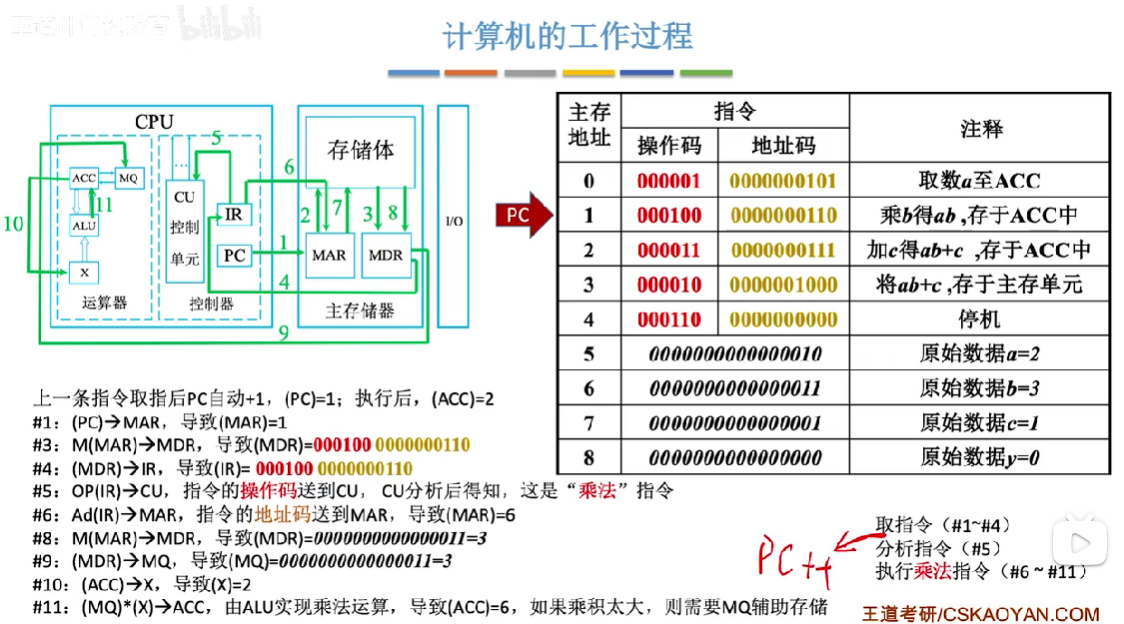 王道计算机教育 bilibili
计算机的工作过程
CPU
ACC
MQ
ALU
X
运算器
CU
控制
单元
IR
PC
控制器
存储体
MAR
MDR
主存储器
I/O
1
2
3
4
5
6
7
8
9
10
11
PC
主存地址 指令 注释
操作码 地址码
0 000001 0000000101 取数a至ACC
1 000100 0000000110 乘b得ab ,存于ACC中
2 000011 0000000111 加c得ab+c ,存于ACC中
3 000010 0000001000 将ab+c ,存于主存单元
4 000110 0000000000 停机
5 0000000000000010 原始数据a=2
6 0000000000000011 原始数据b=3
7 0000000000000001 原始数据c=1
8 0000000000000000 原始数据y=0
上一条指令取指后PC自动+1，(PC)=1；执行后，(ACC)=2
#1：(PC)→MAR，导致(MAR)=1
#3：M(MAR)→MDR，导致(MDR)=000100 0000000110
#4：(MDR)→IR，导致(IR)= 000100 0000000110
#5：OP(IR)→CU，指令的操作码送到CU， CU分析后得知，这是“乘法”指令
#6：Ad(IR)→MAR，指令的地址码送到MAR，导致(MAR)=6
#8：M(MAR)→MDR，导致(MDR)=0000000000000011=3
#9：(MDR)→MQ，导致(MQ)=0000000000000011=3
#10：(ACC)→X，导致(X)=2
#11：(MQ)*(X)→ACC，由ALU实现乘法运算，导致(ACC)=6，如果乘积太大，则需要MQ辅助存储
PC++
取指令（#1~#4）
分析指令（#5）
执行乘法指令（#6 ~ #11）
王道考研/CSKAOYAN.COM